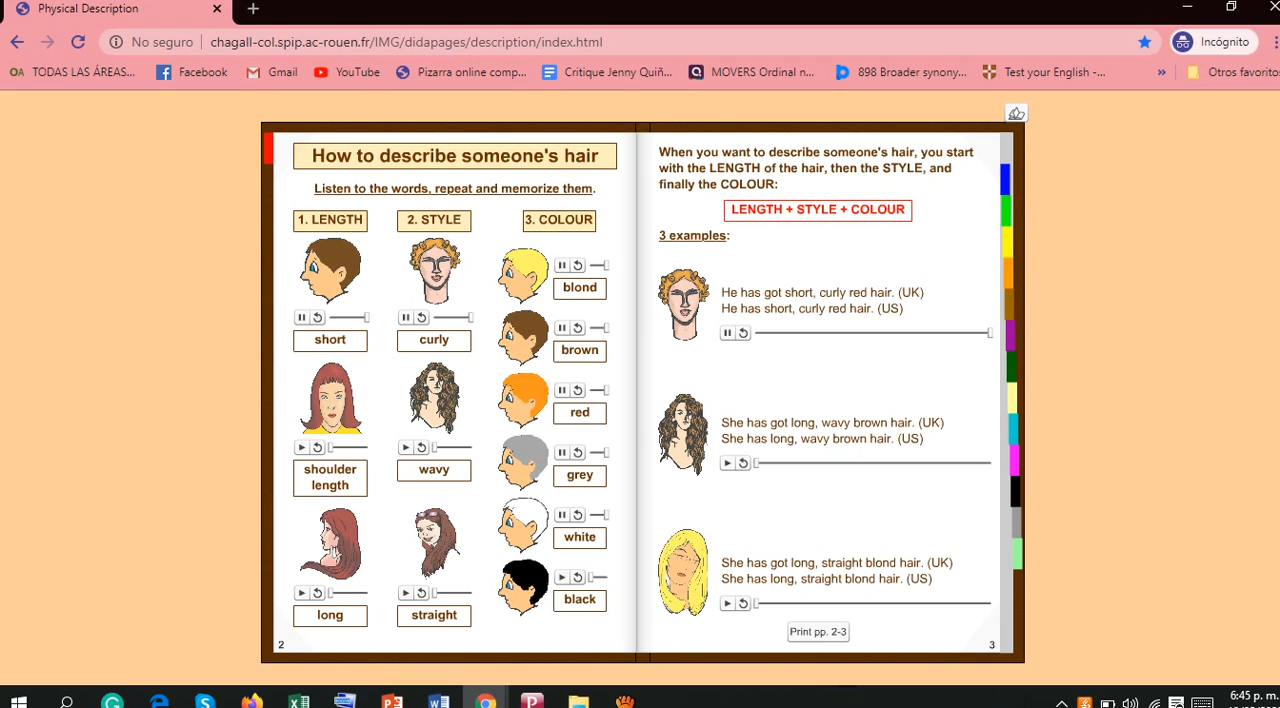 Physical Description
No seguro
chagall-col.spip.ac-rouen.fr/IMG/didapages/description/index.html
Incógnito
TODAS LAS ÁREAS...
Facebook
Gmail
YouTube
Pizarra online comp...
Critique Jenny Quiñ...
MOVERS Ordinal n...
898 Broader synony...
Test your English -...
»
Otros favoritos
How to describe someone's hair
Listen to the words, repeat and memorize them.
1. LENGTH
2. STYLE
3. COLOUR
short
curly
blond
brown
red
shoulder
length
wavy
grey
white
long
straight
black
2
When you want to describe someone's hair, you start
with the LENGTH of the hair, then the STYLE, and
finally the COLOUR:
LENGTH + STYLE + COLOUR
3 examples:
He has got short, curly red hair. (UK)
He has short, curly red hair. (US)
She has got long, wavy brown hair. (UK)
She has long, wavy brown hair. (US)
She has got long, straight blond hair. (UK)
She has long, straight blond hair. (US)
Print pp. 2-3
3
6:45 p. m.